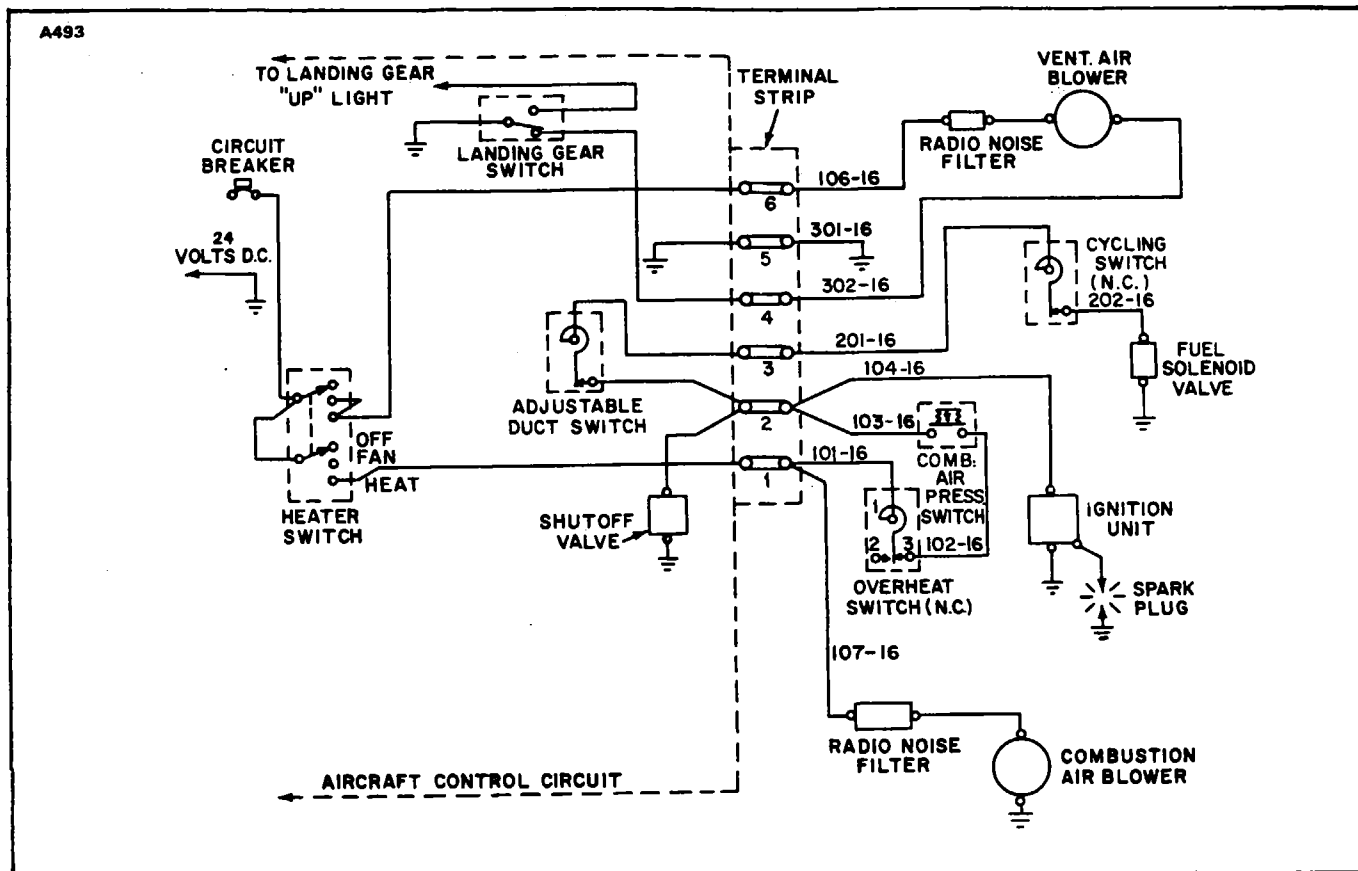 A493
TO LANDING GEAR
"UP" LIGHT
LANDING GEAR
SWITCH
TERMINAL
STRIP
VENT. AIR
BLOWER
RADIO NOISE
FILTER
CIRCUIT
BREAKER
24
VOLTS D.C.
6
106-16
5
301-16
4
302-16
3
201-16
CYCLING
SWITCH
(N.C.)
202-16
FUEL
SOLENOID
VALVE
ADJUSTABLE
DUCT SWITCH
2
104-16
103-16
COMB:
AIR
PRESS.
SWITCH
OFF
FAN
HEAT
HEATER
SWITCH
1
101-16
SHUTOFF
VALVE
1
2
3
102-16
OVERHEAT
SWITCH (N.C.)
IGNITION
UNIT
SPARK
PLUG
107-16
RADIO NOISE
FILTER
COMBUSTION
AIR BLOWER
AIRCRAFT CONTROL CIRCUIT